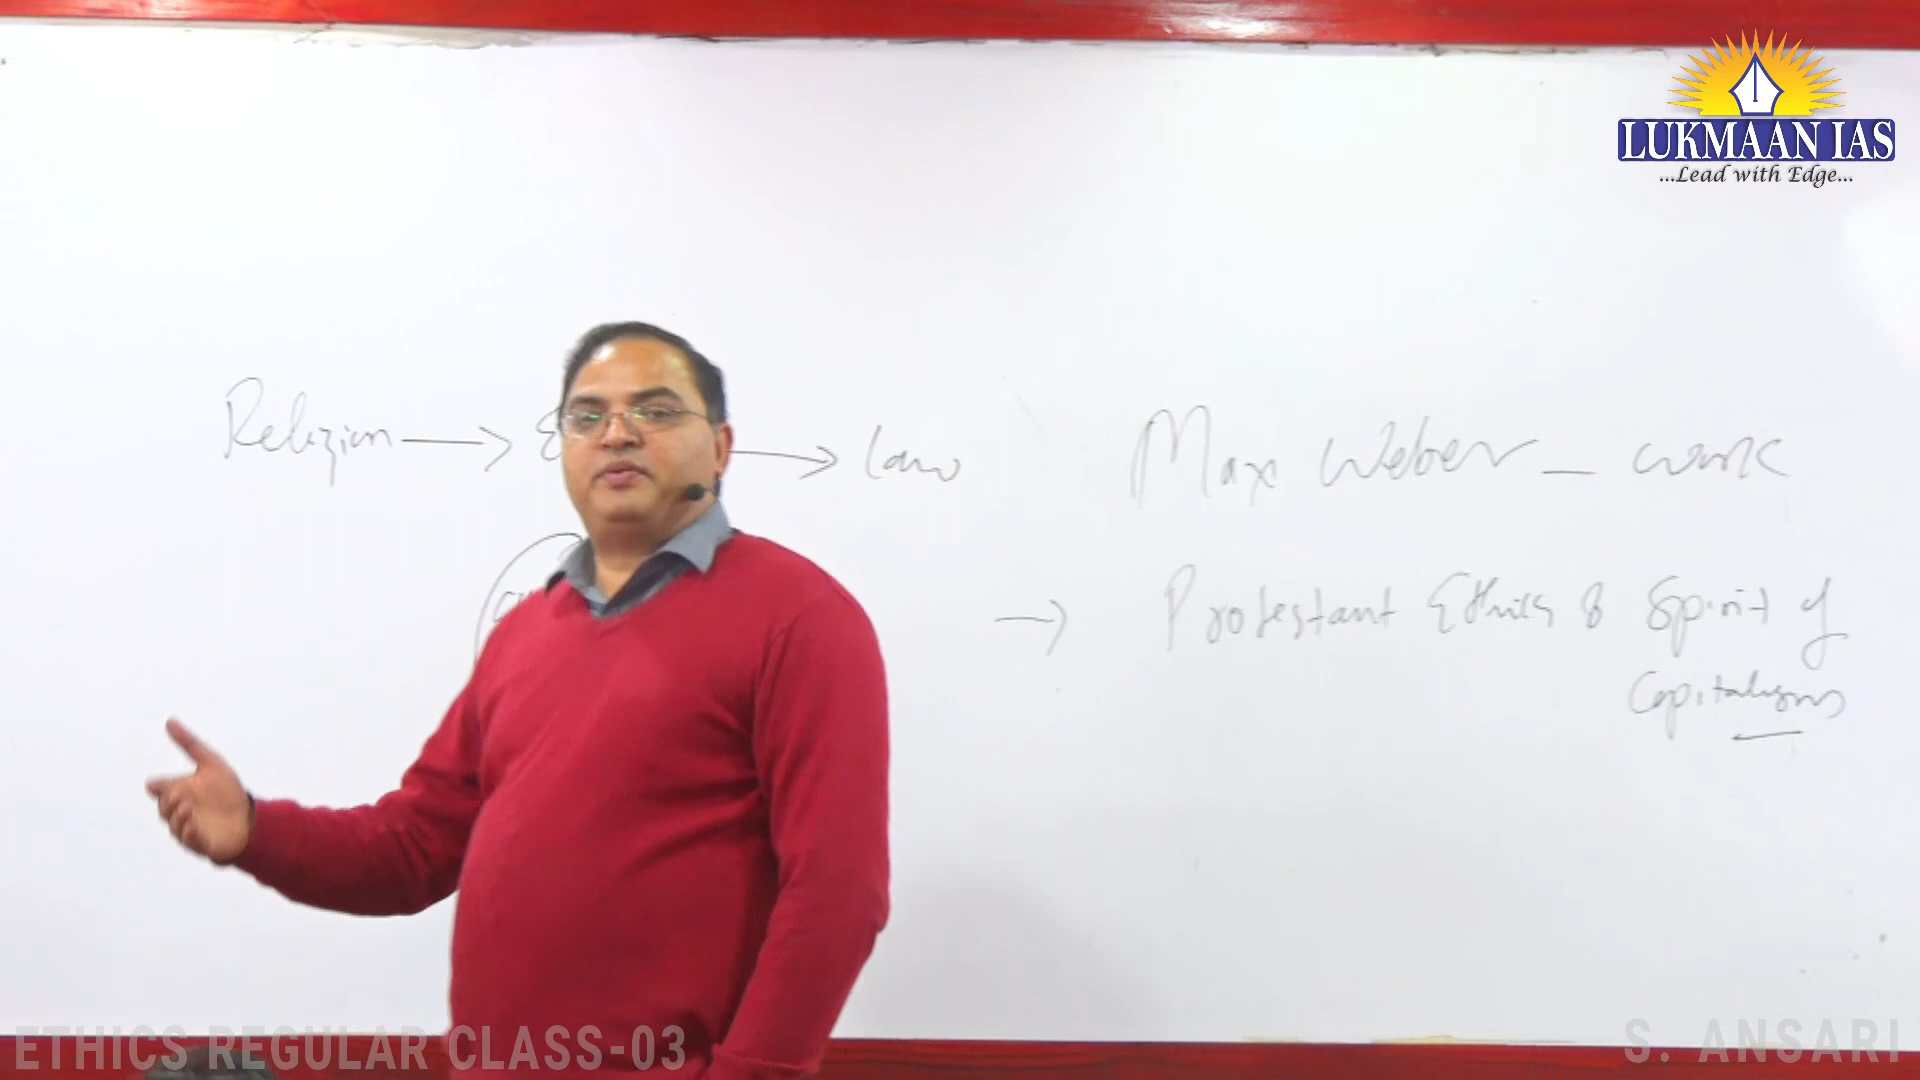 LUKMAAN IAS
...Lead with Edge...
Religion → → Law
Max Weber - work
→ Protestant Ethics & Spirit of
Capitalism
ETHICS REGULAR CLASS-03
S. ANSARI